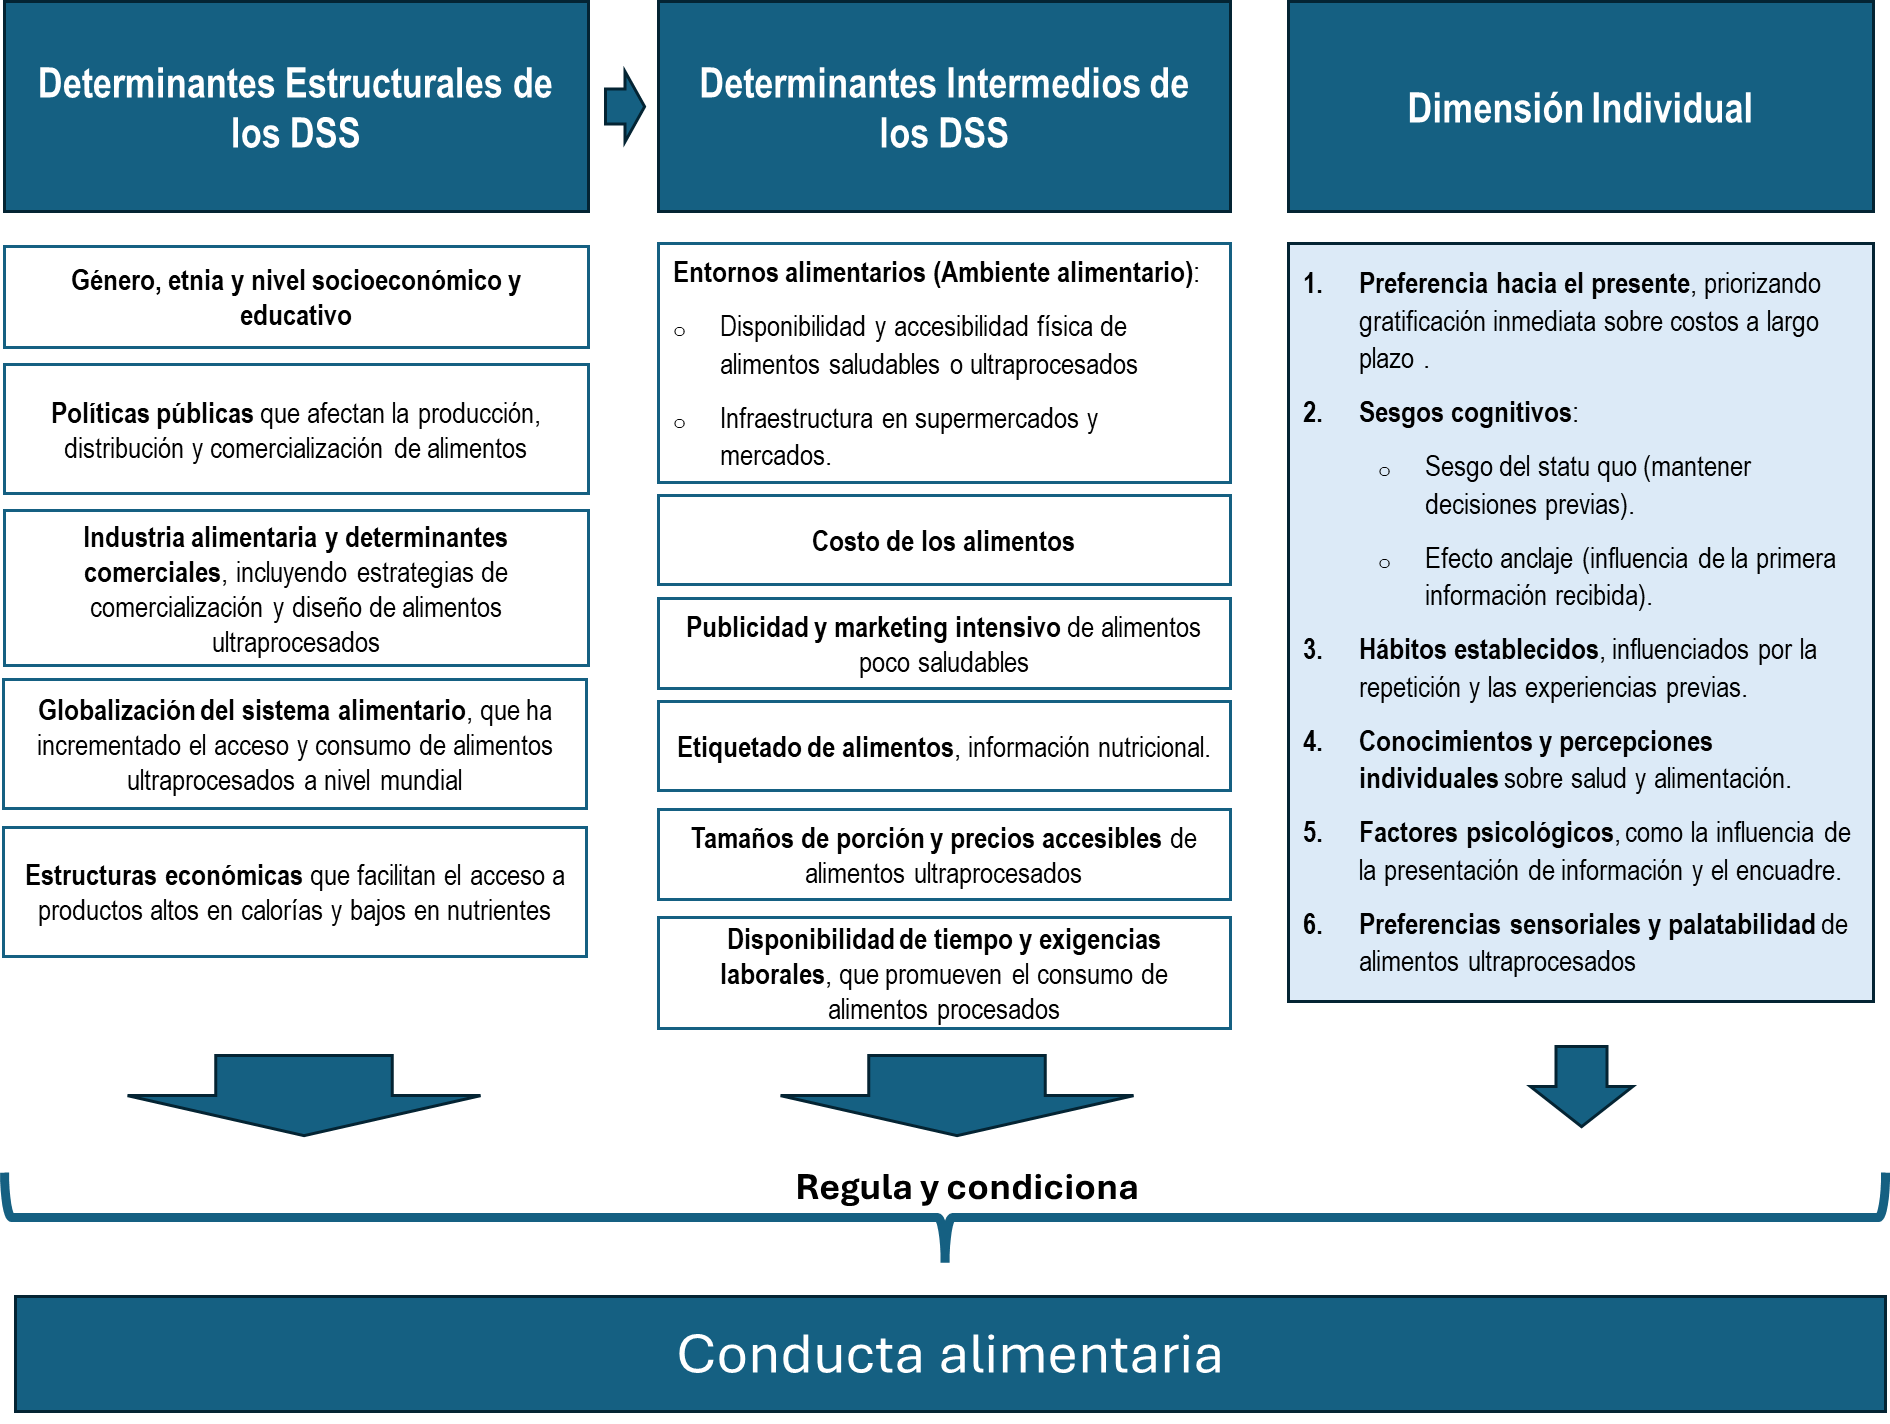 Determinantes Estructurales de
los DSS
Determinantes Intermedios de
los DSS
Dimensión Individual
Género, etnia y nivel socioeconómico y
educativo
Políticas públicas que afectan la producción,
distribución y comercialización de alimentos
Industria alimentaria y determinantes
comerciales, incluyendo estrategias de
comercialización y diseño de alimentos
ultraprocesados
Globalización del sistema alimentario, que ha
incrementado el acceso y consumo de alimentos
ultraprocesados a nivel mundial
Estructuras económicas que facilitan el acceso a
productos altos en calorías y bajos en nutrientes
Entornos alimentarios (Ambiente alimentario):
o Disponibilidad y accesibilidad física de
alimentos saludables o ultraprocesados
o Infraestructura en supermercados y
mercados.
Costo de los alimentos
Publicidad y marketing intensivo de alimentos
poco saludables
Etiquetado de alimentos, información nutricional.
Tamaños de porción y precios accesibles de
alimentos ultraprocesados
Disponibilidad de tiempo y exigencias
laborales, que promueven el consumo de
alimentos procesados
1. Preferencia hacia el presente, priorizando
gratificación inmediata sobre costos a largo
plazo .
2. Sesgos cognitivos:
o Sesgo del statu quo (mantener
decisiones previas).
o Efecto anclaje (influencia de la primera
información recibida).
3. Hábitos establecidos, influenciados por la
repetición y las experiencias previas.
4. Conocimientos y percepciones
individuales sobre salud y alimentación.
5. Factores psicológicos, como la influencia de
la presentación de información y el encuadre.
6. Preferencias sensoriales y palatabilidad de
alimentos ultraprocesados
Regula y condiciona
Conducta alimentaria